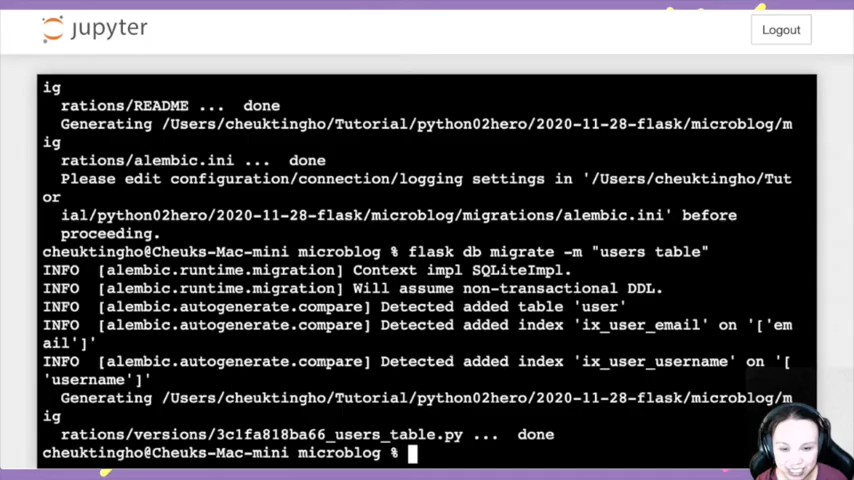 jupyter
Logout
ig
rations/README ... done
Generating /Users/cheuktingho/Tutorial/python02hero/2020-11-28-flask/microblog/m
ig
rations/alembic.ini ... done
Please edit configuration/connection/logging settings in '/Users/cheuktingho/Tut
or
ial/python02hero/2020-11-28-flask/microblog/migrations/alembic.ini' before
proceeding.
cheuktingho@Cheuks-Mac-mini microblog % flask db migrate -m "users table"
INFO [alembic.runtime.migration] Context impl SQLiteImpl.
INFO [alembic.runtime.migration] Will assume non-transactional DDL.
INFO [alembic.autogenerate.compare] Detected added table 'user'
INFO [alembic.autogenerate.compare] Detected added index 'ix_user_email' on '['em
ail']'
INFO [alembic.autogenerate.compare] Detected added index 'ix_user_username' on '[
'username']'
Generating /Users/cheuktingho/Tutorial/python02hero/2020-11-28-flask/microblog/m
ig
rations/versions/3c1fa818ba66_users_table.py ... done
cheuktingho@Cheuks-Mac-mini microblog %